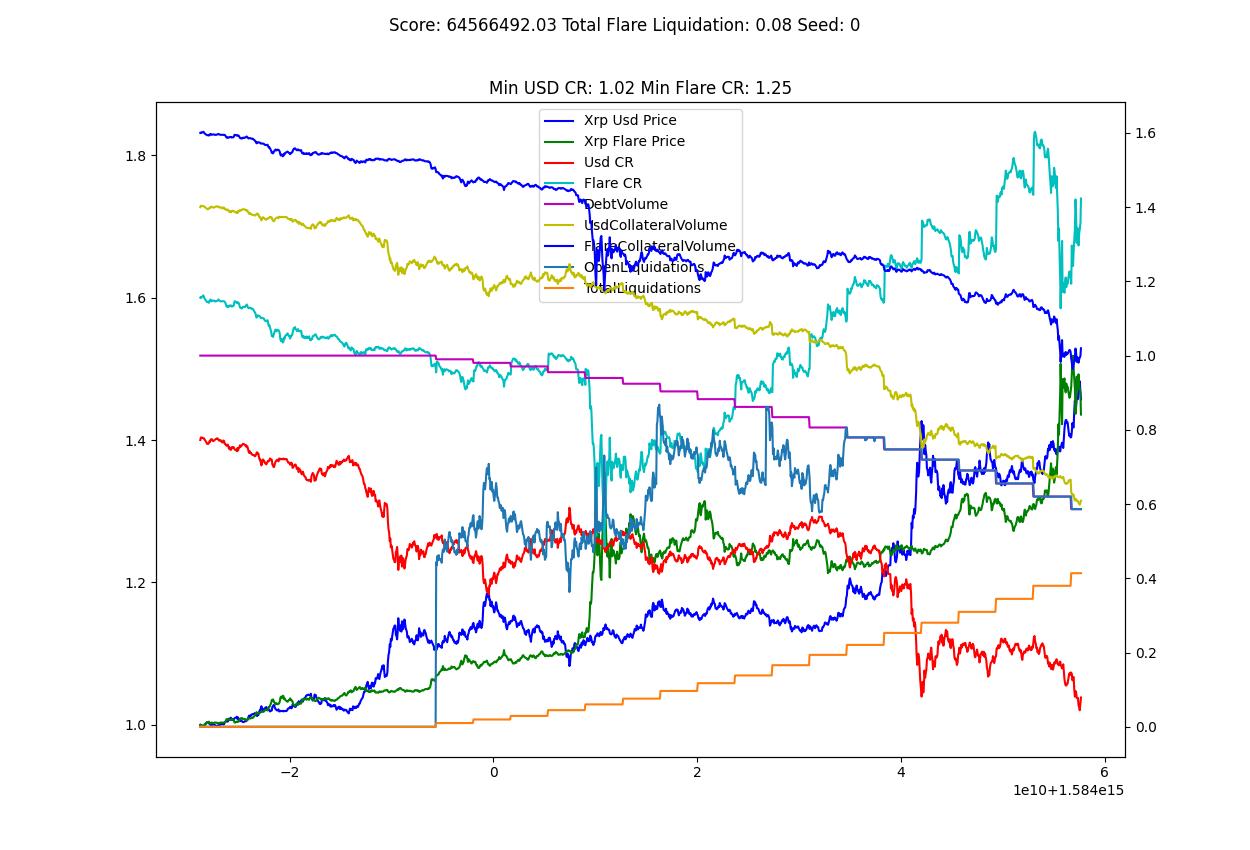 Score: 64566492.03 Total Flare Liquidation: 0.08 Seed: 0
Min USD CR: 1.02 Min Flare CR: 1.25
Xrp Usd Price
Xrp Flare Price
Usd CR
Flare CR
DebtVolume
UsdCollateralVolume
FlareCollateralVolume
OpenLiquidations
TotalLiquidations
1.8
1.6
1.4
1.2
1.0
1.6
1.4
1.2
1.0
0.8
0.6
0.4
0.2
0.0
−2
0
2
4
6
1e10+1.584e15